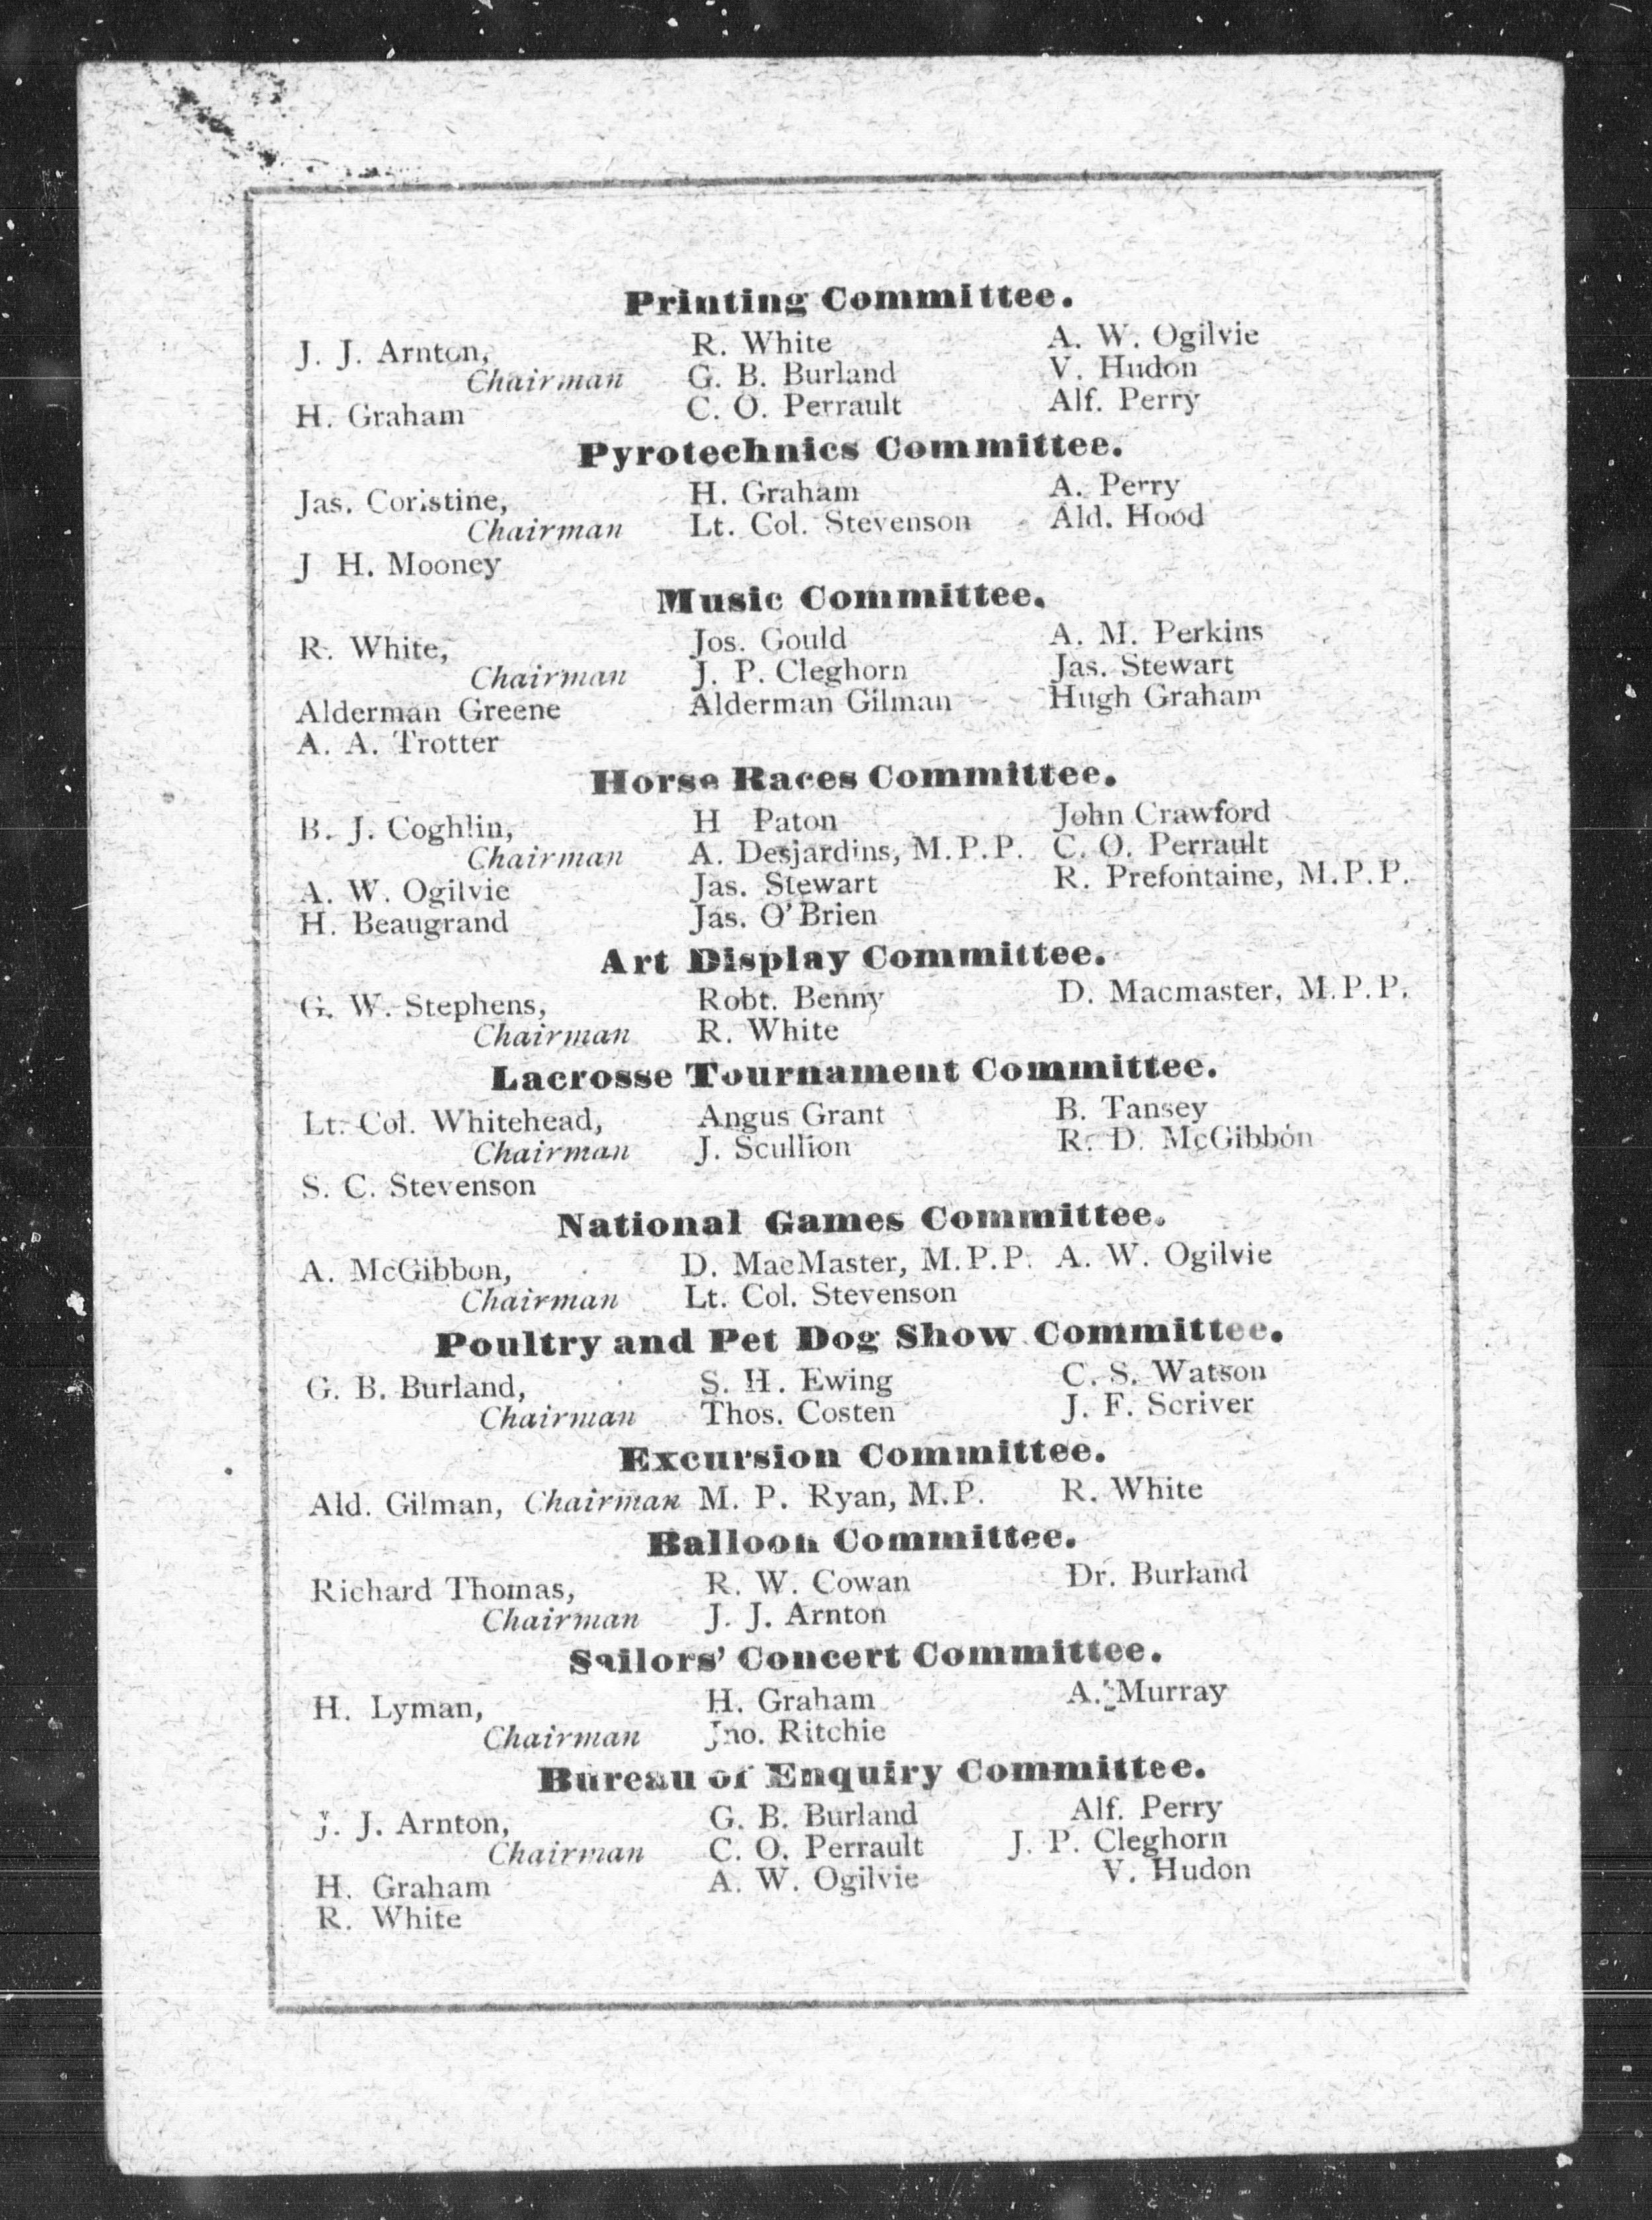 Printing Committee.
J. J. Arnton, R. White A. W. Ogilvie
Chairman G. B. Burland V. Hudon
H. Graham C. O. Perrault Alf. Perry
Pyrotechnics Committee.
Jas. Coristine, H. Graham A. Perry
Chairman Lt. Col. Stevenson Ald. Hood
J H. Mooney
Music Committee.
R. White, Jos. Gould A. M. Perkins
Chairman J. P. Cleghorn Jas. Stewart
Alderman Greene Alderman Gilman Hugh Graham
A. A. Trotter
Horse Races Committee.
B. J. Coghlin, H Paton John Crawford
Chairman A. Desjardins, M.P.P. C. O. Perrault
A. W. Ogilvie Jas. Stewart R. Prefontaine, M.P.P.
H. Beaugrand Jas. O'Brien
Art Display Committee.
G. W. Stephens, Robt. Benny D. Macmaster, M.P.P.
Chairman R. White
Lacrosse Tournament Committee.
Lt. Col. Whitehead, Angus Grant B. Tansey
Chairman J. Scullion R. D. McGibbon
S. C. Stevenson
National Games Committee.
A. McGibbon, D. MacMaster, M.P.P. A. W. Ogilvie
Chairman Lt. Col. Stevenson
Poultry and Pet Dog Show Committee.
G. B. Burland, S. H. Ewing C. S. Watson
Chairman Thos. Costen J. F. Scriver
Excursion Committee.
Ald. Gilman, Chairman M. P. Ryan, M.P. R. White
Balloon Committee.
Richard Thomas, R. W. Cowan Dr. Burland
Chairman J. J. Arnton
Sailors' Concert Committee.
H. Lyman, H. Graham A. Murray
Chairman Jno. Ritchie
Bureau of Enquiry Committee.
J. J. Arnton, G. B. Burland Alf. Perry
Chairman C. O. Perrault J. P. Cleghorn
H. Graham A. W. Ogilvie V. Hudon
R. White